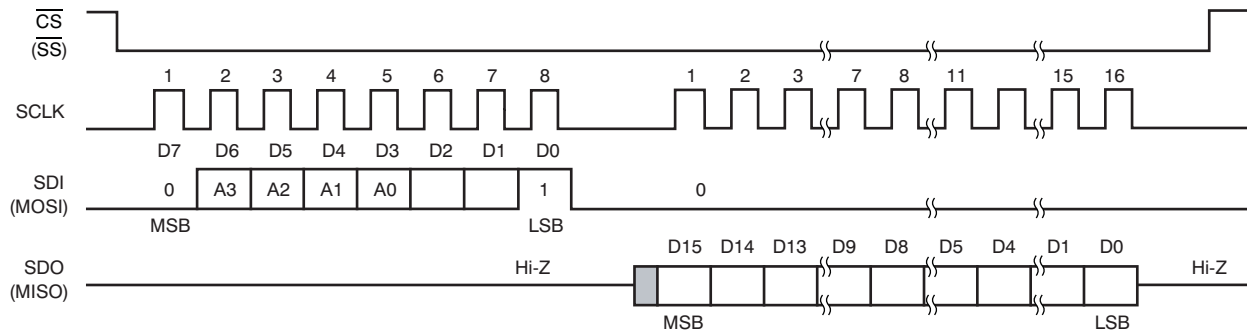 CS
(SS)
1 2 3 4 5 6 7 8 1 2 3 7 8 11 15 16
SCLK
D7 D6 D5 D4 D3 D2 D1 D0
SDI
(MOSI)
0 A3 A2 A1 A0 1 0
MSB LSB
D15 D14 D13 D9 D8 D5 D4 D1 D0
SDO
(MISO)
Hi-Z Hi-Z
MSB LSB